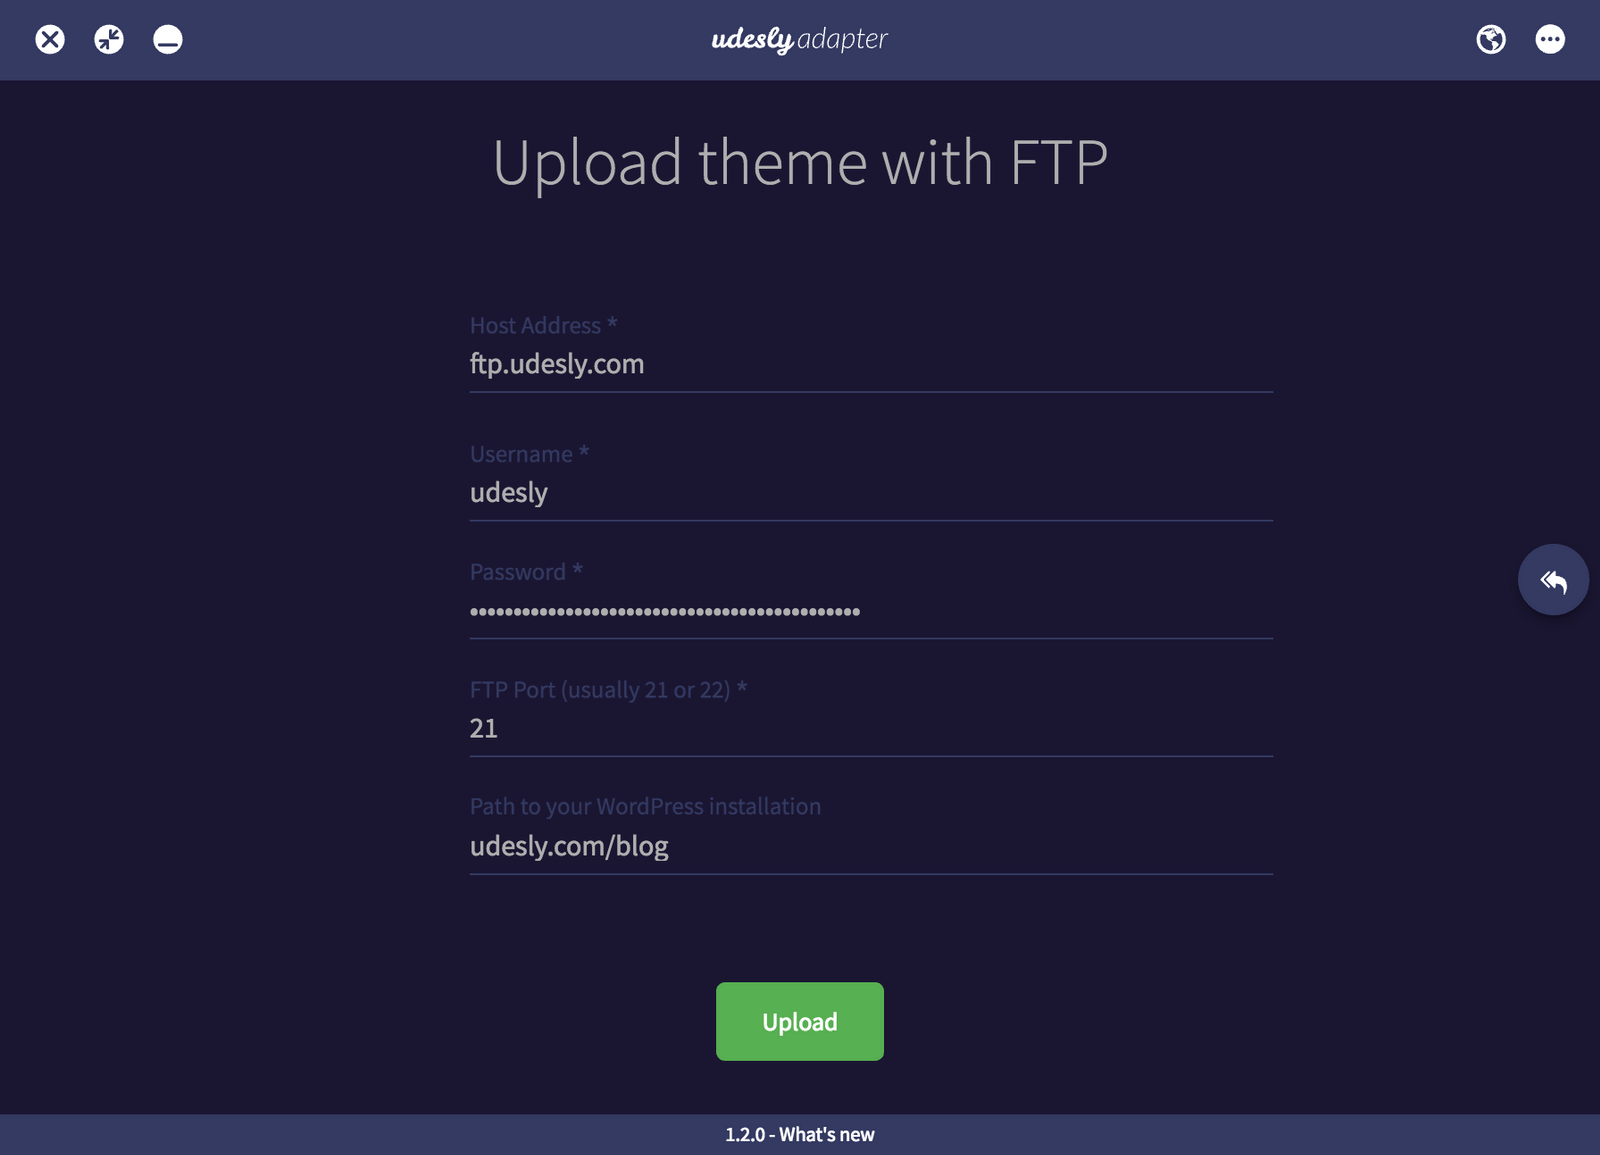 udesly adapter
Upload theme with FTP
Host Address *
ftp.udesly.com
Username *
udesly
Password *
FTP Port (usually 21 or 22) *
21
Path to your WordPress installation
udesly.com/blog
Upload
1.2.0 - What's new